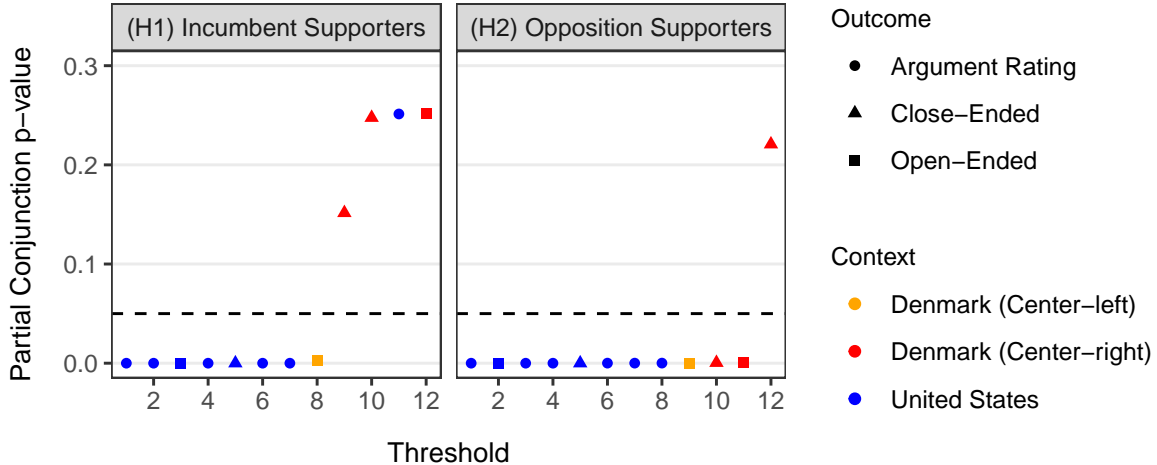 (H1) Incumbent Supporters
(H2) Opposition Supporters
Partial Conjunction p−value
0.3
0.2
0.1
0.0
2 4 6 8 10 12
2 4 6 8 10 12
Threshold
Outcome
Argument Rating
Close−Ended
Open−Ended
Context
Denmark (Center−left)
Denmark (Center−right)
United States